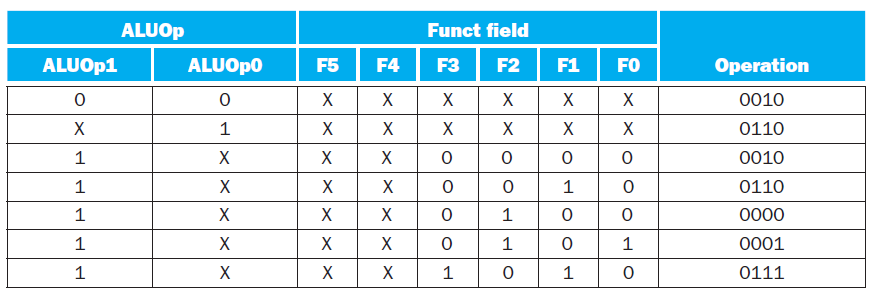 ALUOp Funct field
ALUOp1 ALUOp0 F5 F4 F3 F2 F1 F0 Operation
0 0 X X X X X X 0010
X 1 X X X X X X 0110
1 X X X 0 0 0 0 0010
1 X X X 0 0 1 0 0110
1 X X X 0 1 0 0 0000
1 X X X 0 1 0 1 0001
1 X X X 1 0 1 0 0111